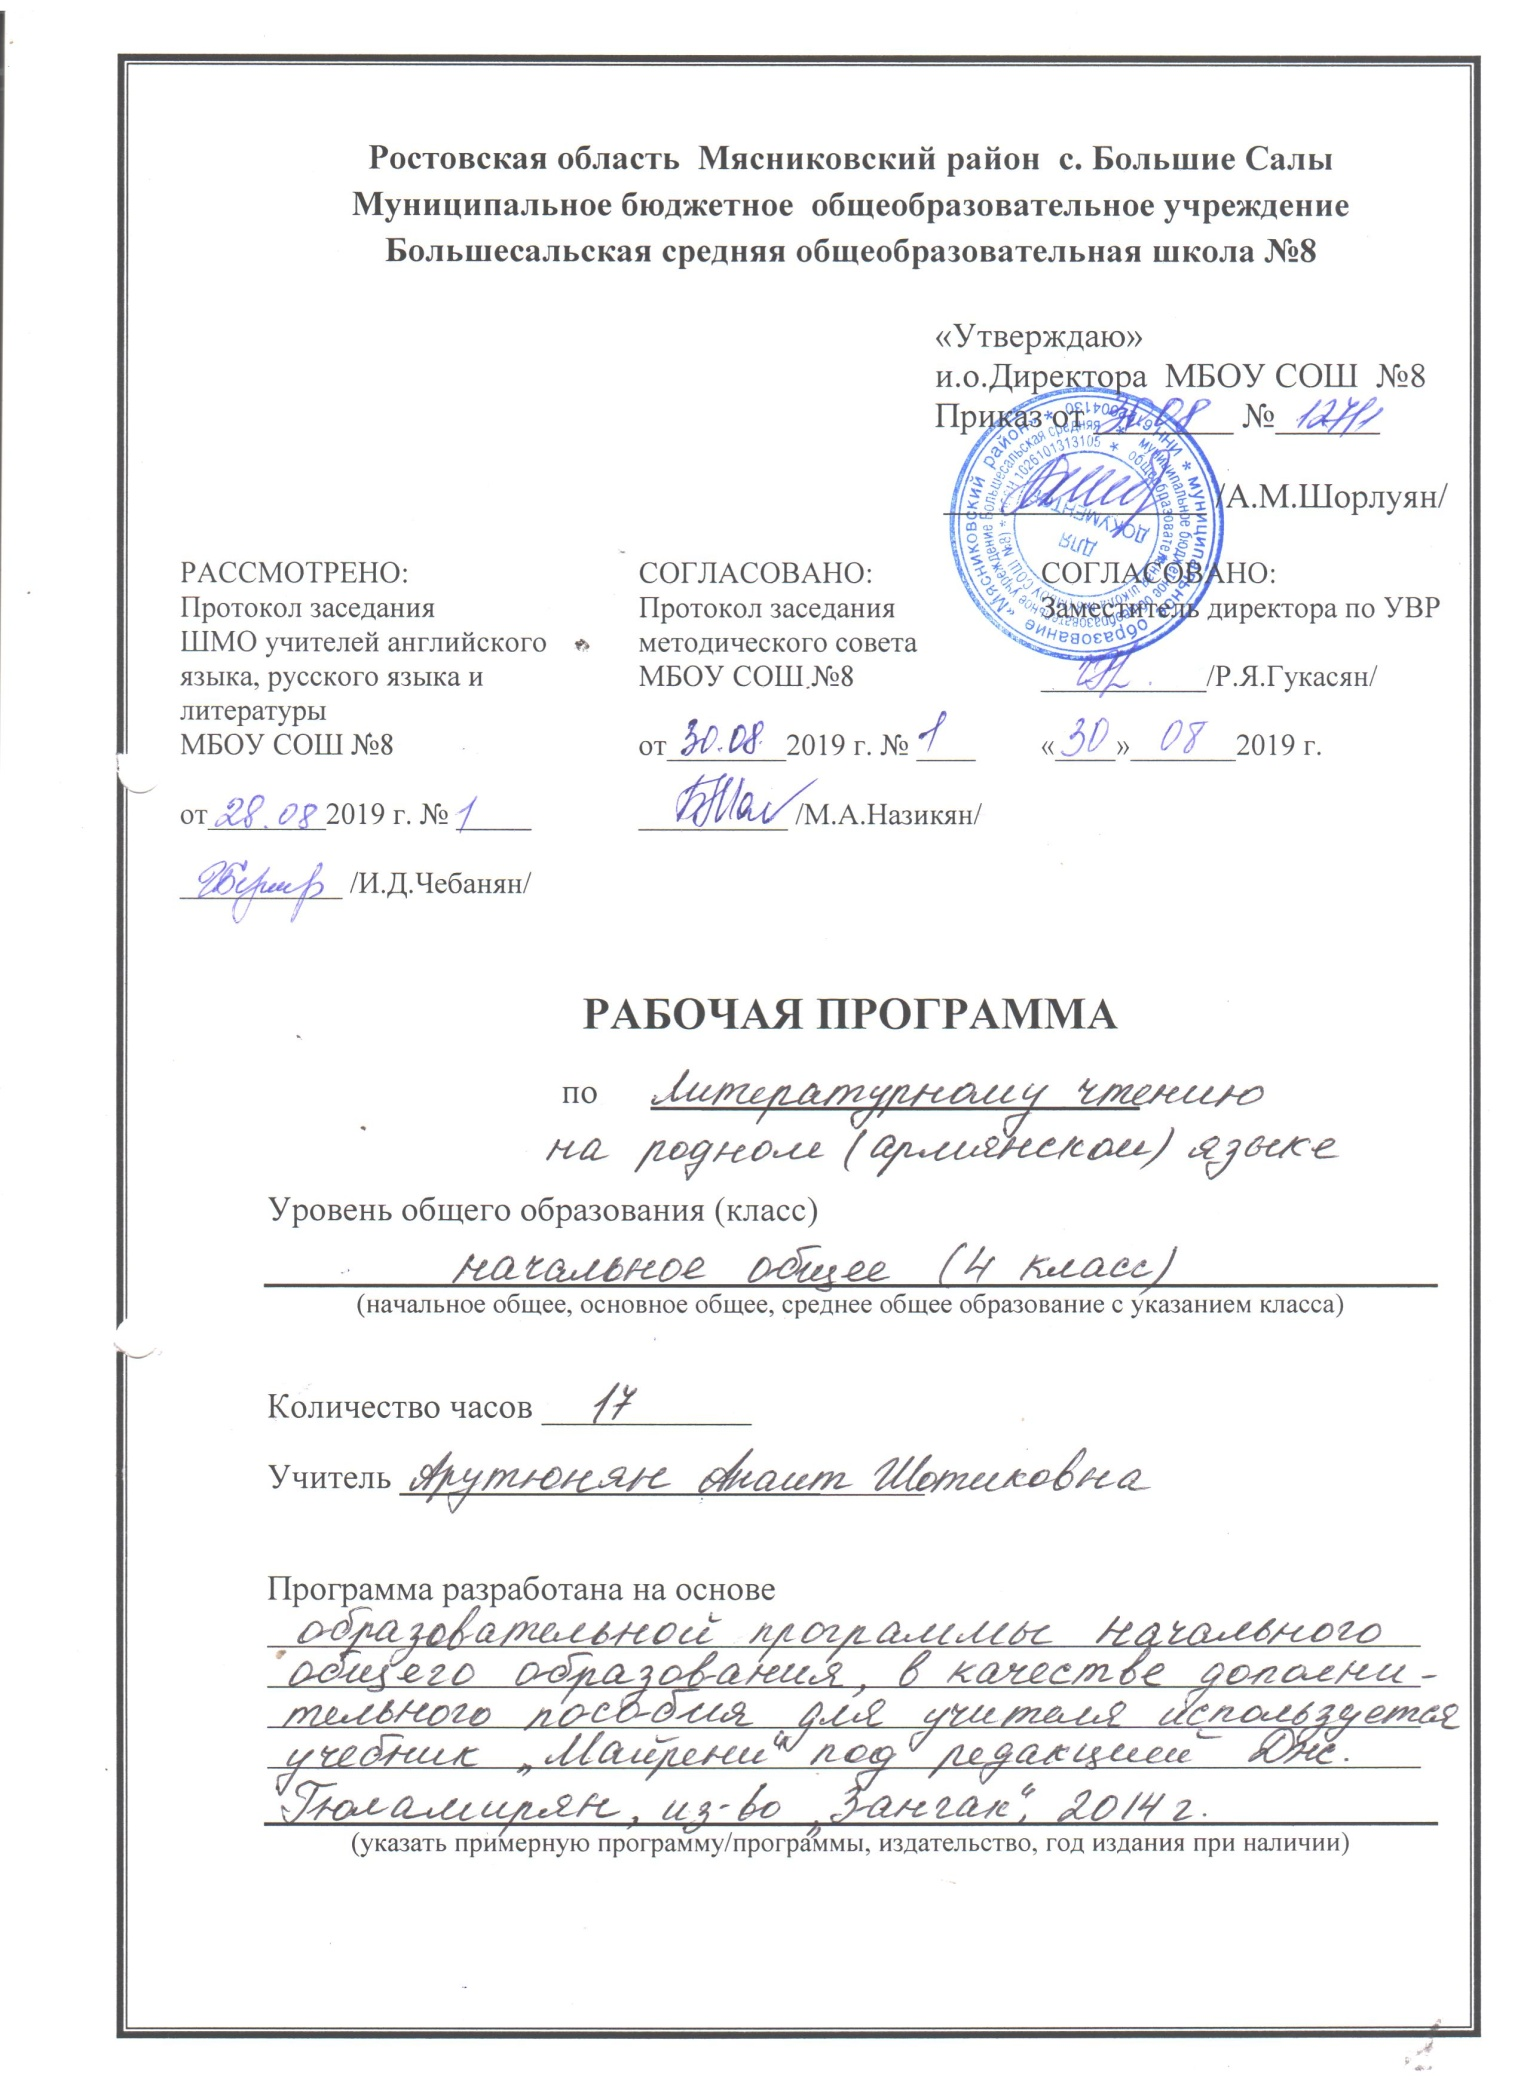 Ростовская область Мясниковский район с. Большие Салы
Муниципальное бюджетное общеобразовательное учреждение
Большесальская средняя общеобразовательная школа №8
«Утверждаю»
и.о.Директора МБОУ СОШ №8
Приказ от 30.08 № 127/1
/А.М.Шорлуян/
ДЛЯ
ДОКУМЕНТОВ
РАССМОТРЕНО:
Протокол заседания
ШМО учителей английского
языка, русского языка и
литературы
МБОУ СОШ №8
от 28.08 2019 г. № 1
/И.Д.Чебанян/
СОГЛАСОВАНО:
Протокол заседания
методического совета
МБОУ СОШ №8
от 30.08. 2019 г. № 1
/М.А.Назикян/
СОГЛАСОВАНО:
Заместитель директора по УВР
/Р.Я.Гукасян/
«30» 08 2019 г.
РАБОЧАЯ ПРОГРАММА
по Литературному чтению
на родном (армянском) языке
Уровень общего образования (класс)
начальное общее (4 класс)
(начальное общее, основное общее, среднее общее образование с указанием класса)
Количество часов 17
Учитель Арутюнян Анаит Шотиковна
Программа разработана на основе
образовательной программы начального
общего образования, в качестве дополни-
тельного пособия для учителя используется
учебник „Майрени“ под редакцией Дж.
Гюламирян, из-во „Зангак“, 2014 г.
(указать примерную программу/программы, издательство, год издания при наличии)